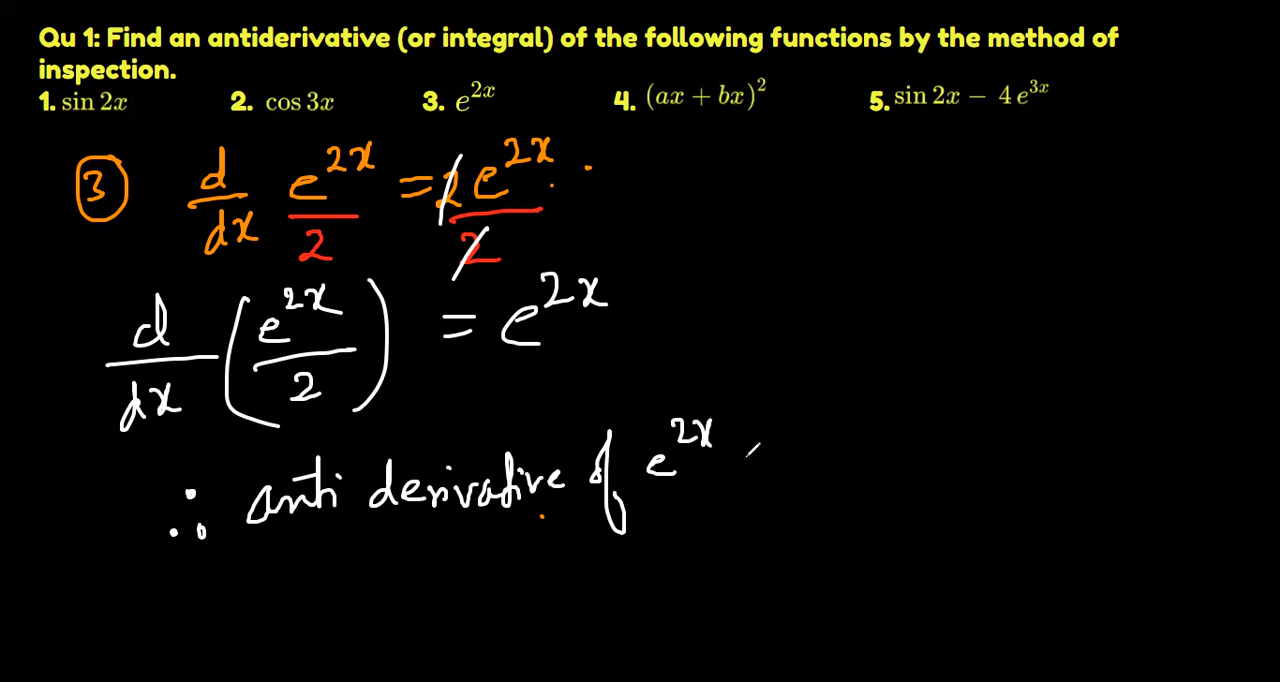 Qu 1: Find an antiderivative (or integral) of the following functions by the method of
inspection.
1. sin 2x 2. cos 3x 3. e^{2x} 4. (ax + bx)^2 5. sin 2x − 4 e^{3x}
③ d/dx e^{2x}/2 = 2e^{2x}/2 .
d/dx (e^{2x}/2) = e^{2x}
∴ anti derivative of e^{2x}